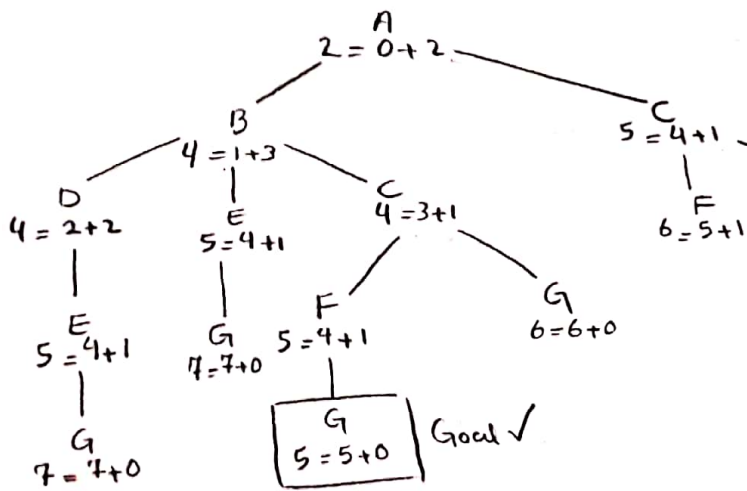 A
2 = 0+2
B
4 = 1+3
C
5 = 4+1
D
4 = 2+2
E
5 = 4+1
C
4 = 3+1
F
6 = 5+1
E
5 = 4+1
G
7 = 7+0
F
5 = 4+1
G
6 = 6+0
G
7 = 7+0
G
5 = 5+0
Goal ✓